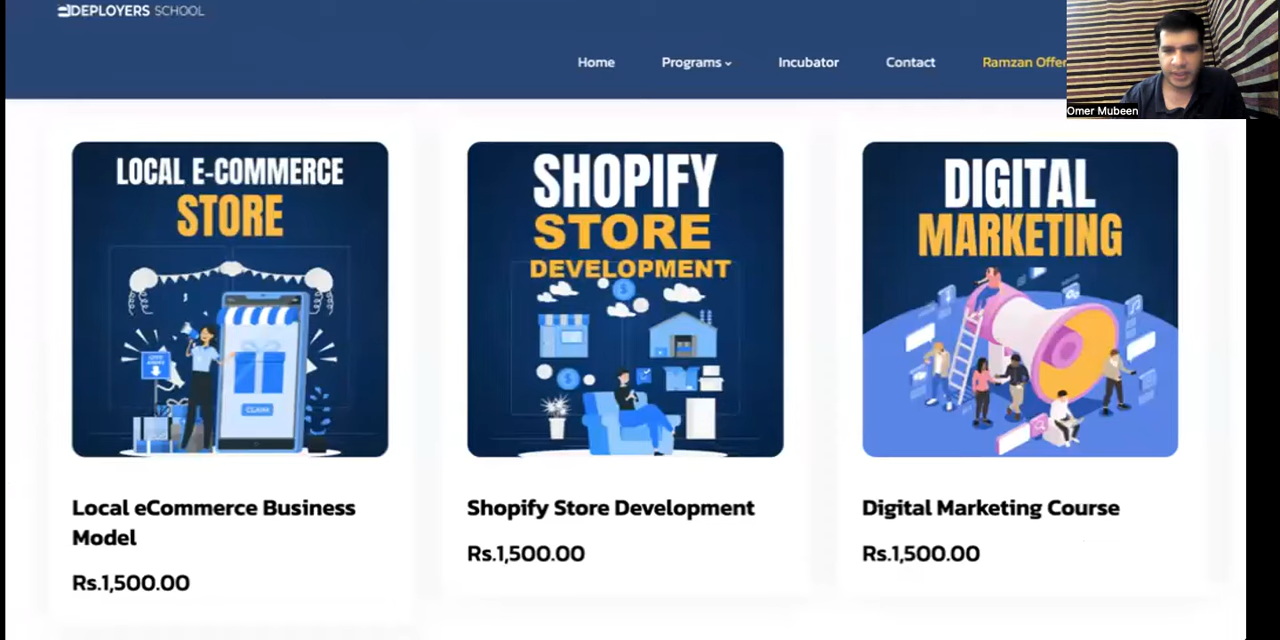 DEPLOYERS SCHOOL
Home Programs Incubator Contact Ramzan Offer
Omer Mubeen
LOCAL E-COMMERCE
STORE
CLAIM
SHOPIFY
STORE
DEVELOPMENT
$
$
DIGITAL
MARKETING
Local eCommerce Business
Model
Rs.1,500.00
Shopify Store Development
Rs.1,500.00
Digital Marketing Course
Rs.1,500.00